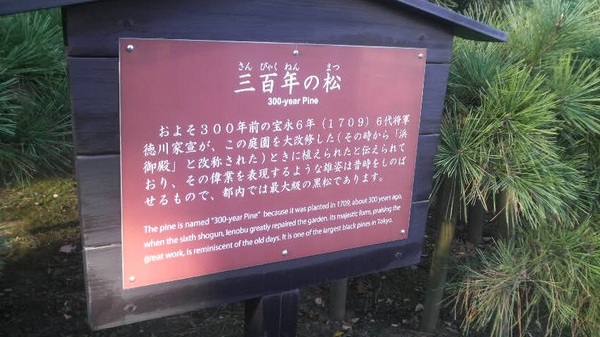 さん びゃく ねん まつ
三百年の松
300-year Pine
およそ３００年前の宝永６年（１７０９）６代将軍
徳川家宣が、この庭園を大改修した（その時から「浜
御殿」と改称された）ときに植えられたと伝えられて
おり、その偉業を表現するような雄姿は昔時をしのば
せるもので、都内では最大級の黒松であります。
The pine is named "300-year Pine" because it was planted in 1709, about 300 years ago,
when the sixth shogun, Ienobu greatly repaired the garden. Its majestic form, praising the
great work, is reminiscent of the old days. It is one of the largest black pines in Tokyo.